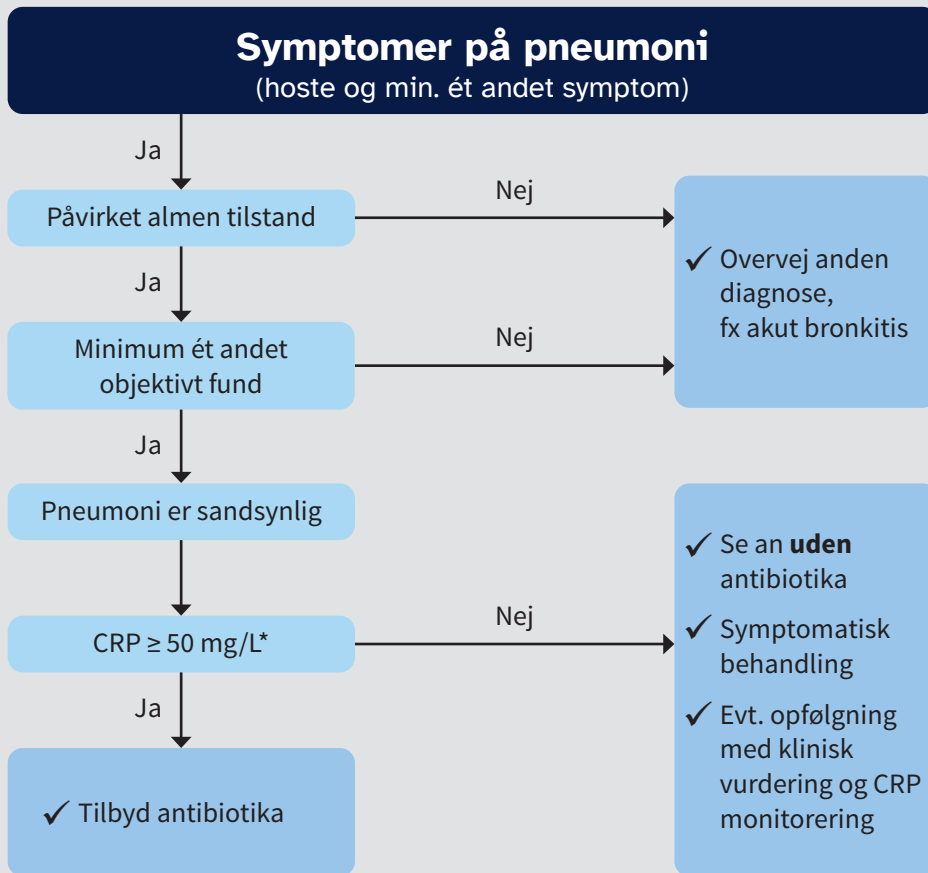 Symptomer på pneumoni
(hoste og min. ét andet symptom)
Ja
Påvirket almen tilstand
Nej
✓ Overvej anden
diagnose,
fx akut bronkitis
Ja
Minimum ét andet
objektivt fund
Nej
Ja
Pneumoni er sandsynlig
CRP ≥ 50 mg/L*
Nej
✓ Se an uden
antibiotika
✓ Symptomatisk
behandling
✓ Evt. opfølgning
med klinisk
vurdering og CRP
monitorering
Ja
✓ Tilbyd antibiotika